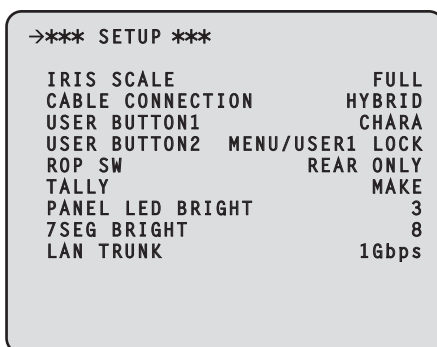 →*** SETUP ***
IRIS SCALE FULL
CABLE CONNECTION HYBRID
USER BUTTON1 CHARA
USER BUTTON2 MENU/USER1 LOCK
ROP SW REAR ONLY
TALLY MAKE
PANEL LED BRIGHT 3
7SEG BRIGHT 8
LAN TRUNK 1Gbps